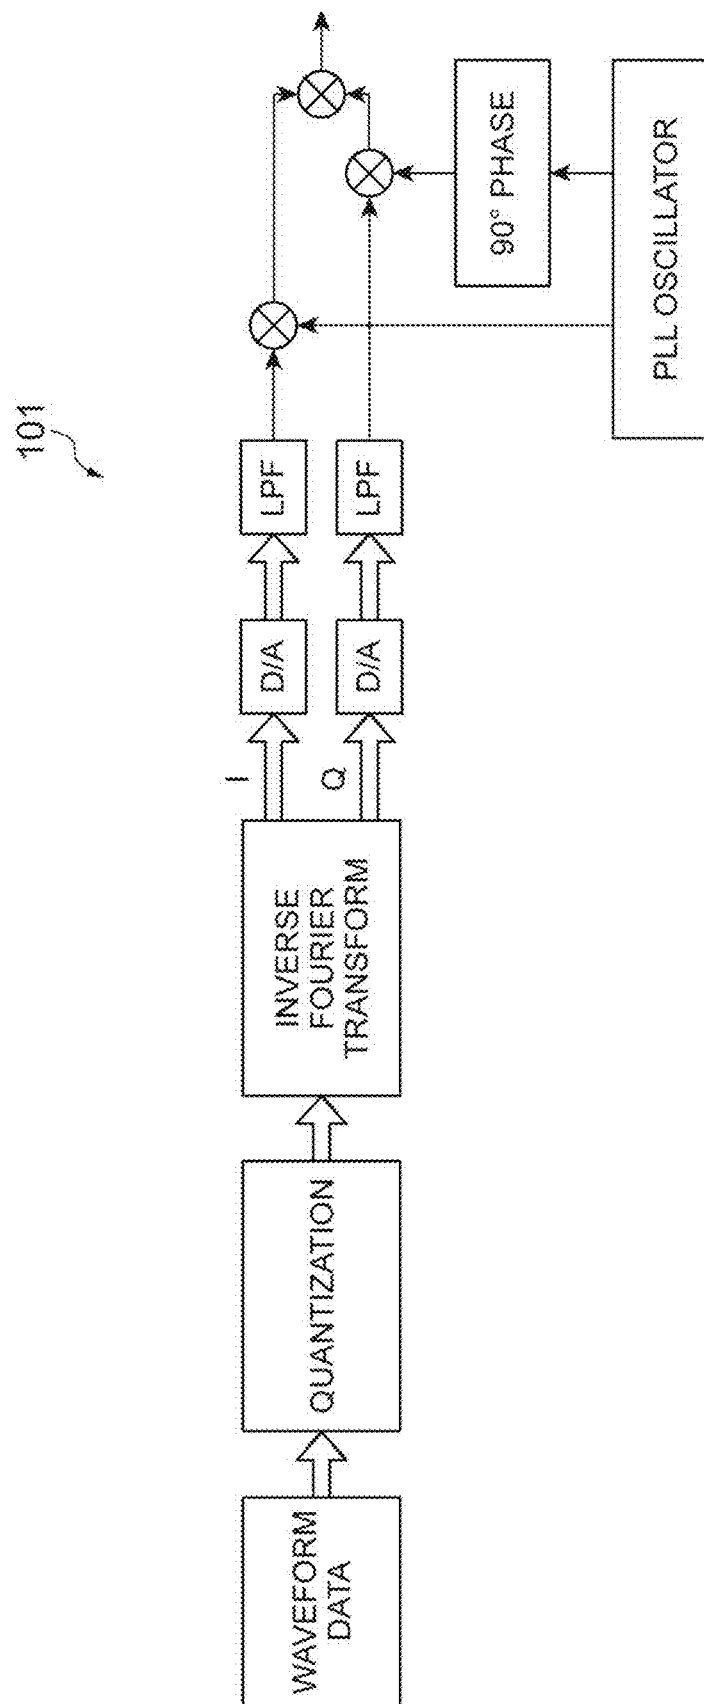 101
WAVEFORM
DATA
QUANTIZATION
INVERSE
FOURIER
TRANSFORM
I
Q
D/A
D/A
LPF
LPF
90° PHASE
PLL OSCILLATOR